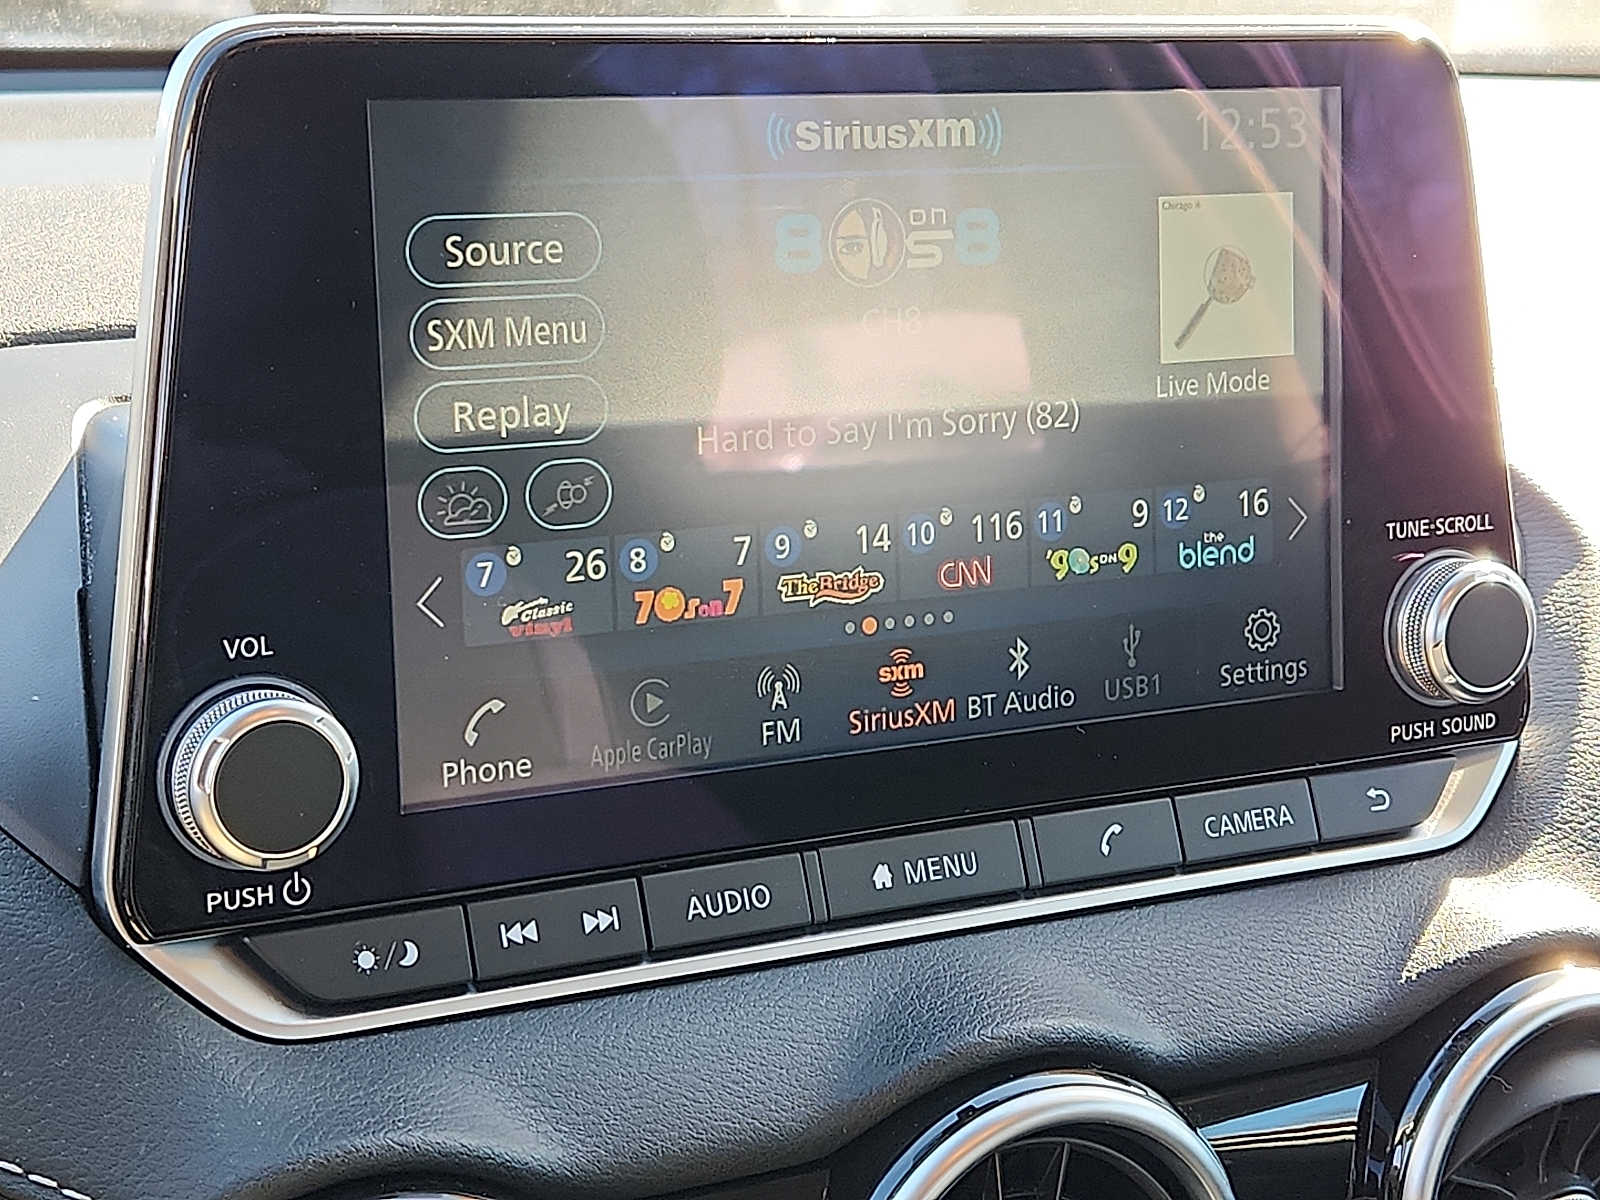 SiriusXM
12:53
Source
80s on 8
Chicago
SXM Menu
CH8
Live Mode
Replay
Hard to Say I'm Sorry (82)
7 26 8 7 9 14 10 116 11 9 12 16
Classic Vinyl
70s on 7
The Bridge
CNN
'90s ON 9
the blend
TUNE•SCROLL
VOL
Phone
Apple CarPlay
FM
sxm
SiriusXM
BT Audio
USB1
Settings
PUSH SOUND
PUSH
AUDIO
MENU
CAMERA